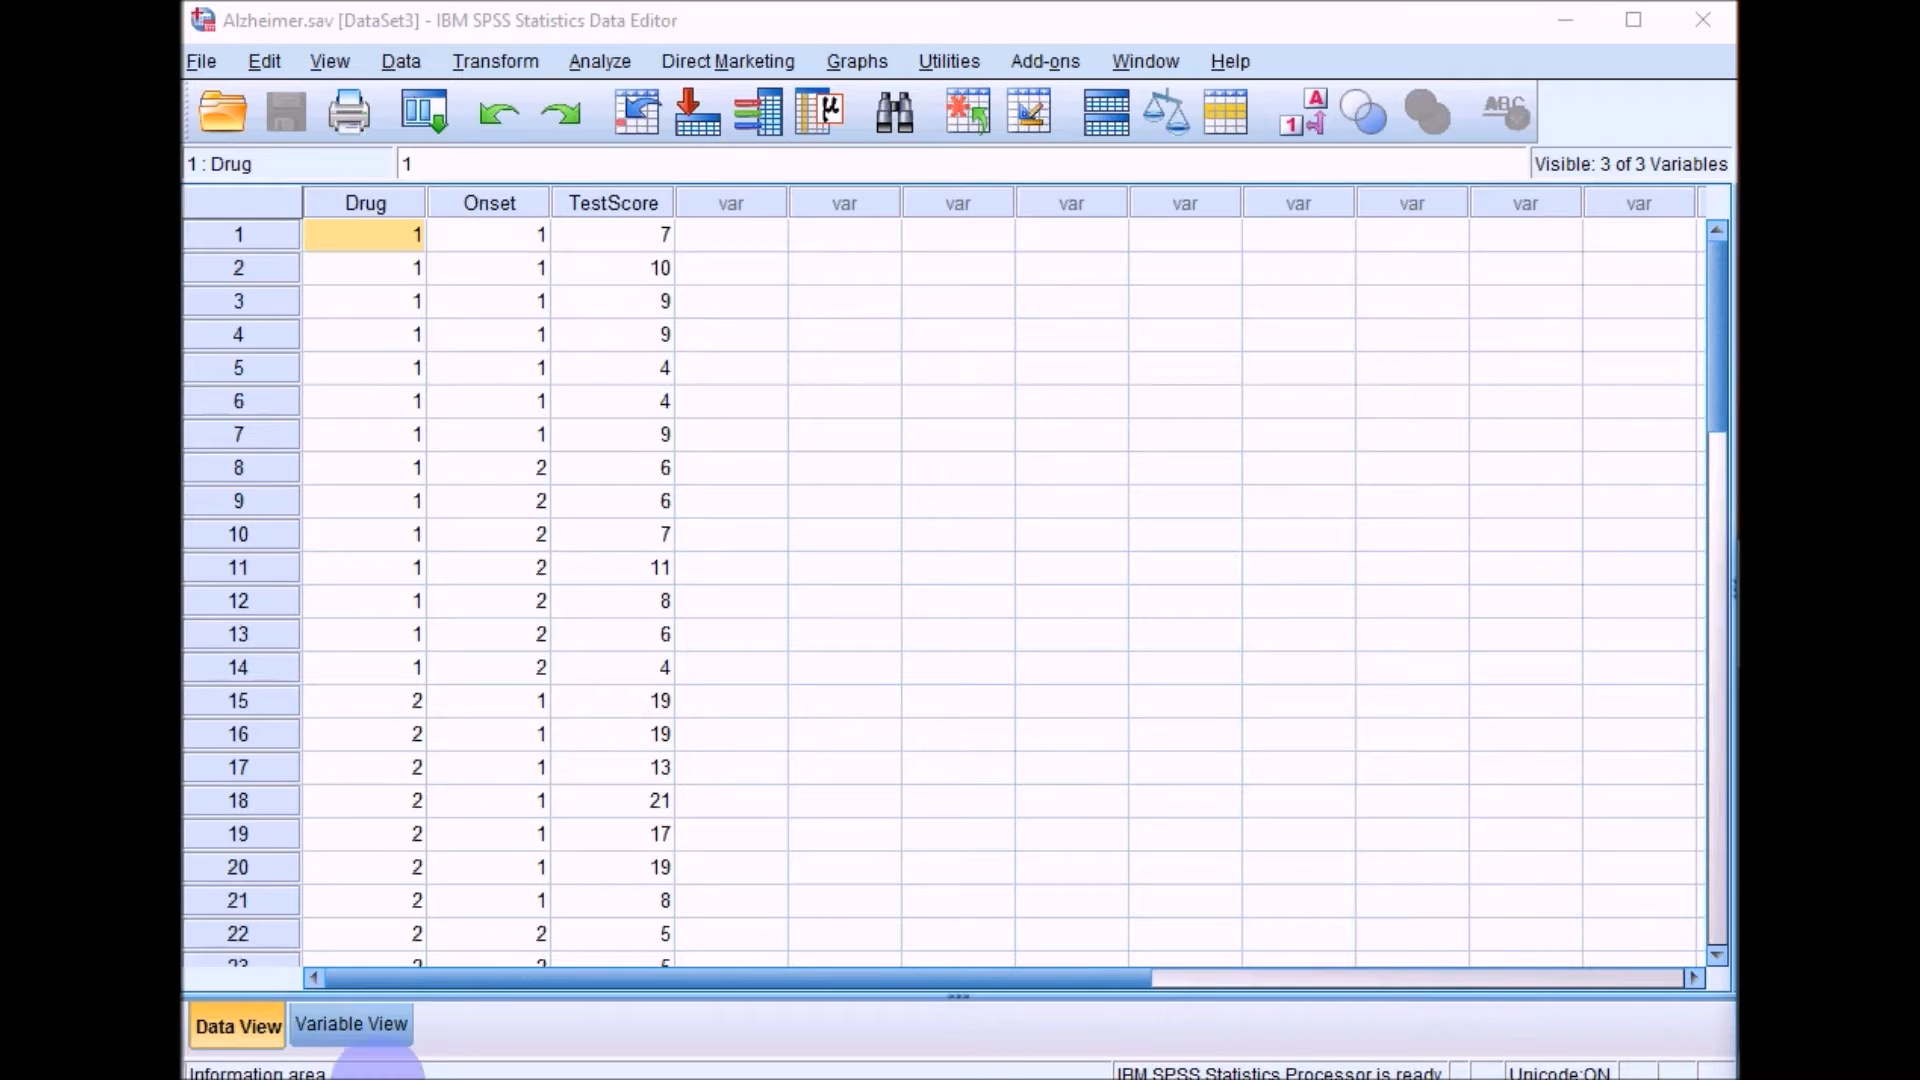 Alzheimer.sav [DataSet3] - IBM SPSS Statistics Data Editor
File Edit View Data Transform Analyze Direct Marketing Graphs Utilities Add-ons Window Help
1 : Drug 1 Visible: 3 of 3 Variables
Drug Onset TestScore var var var var var var var var var
1 1 1 7
2 1 1 10
3 1 1 9
4 1 1 9
5 1 1 4
6 1 1 4
7 1 1 9
8 1 2 6
9 1 2 6
10 1 2 7
11 1 2 11
12 1 2 8
13 1 2 6
14 1 2 4
15 2 1 19
16 2 1 19
17 2 1 13
18 2 1 21
19 2 1 17
20 2 1 19
21 2 1 8
22 2 2 5
23 2 2 5
Data View Variable View
Information area IBM SPSS Statistics Processor is ready Unicode:ON